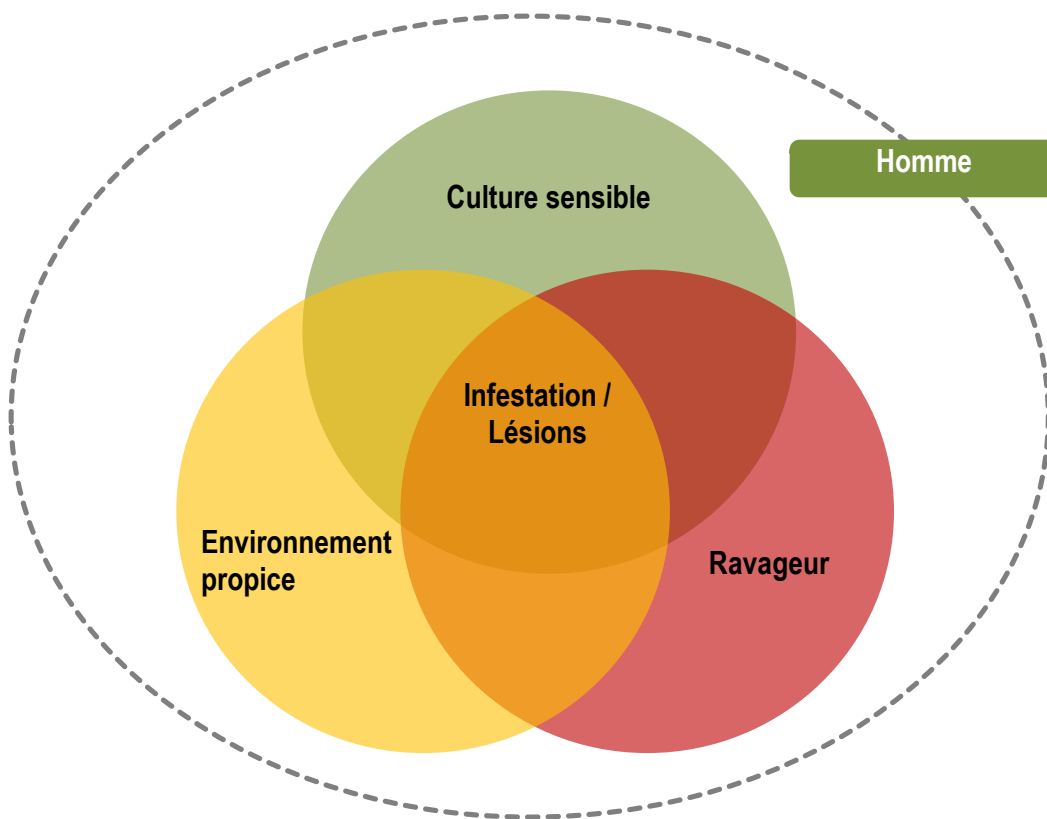 Homme
Culture sensible
Infestation /
Lésions
Environnement
propice
Ravageur